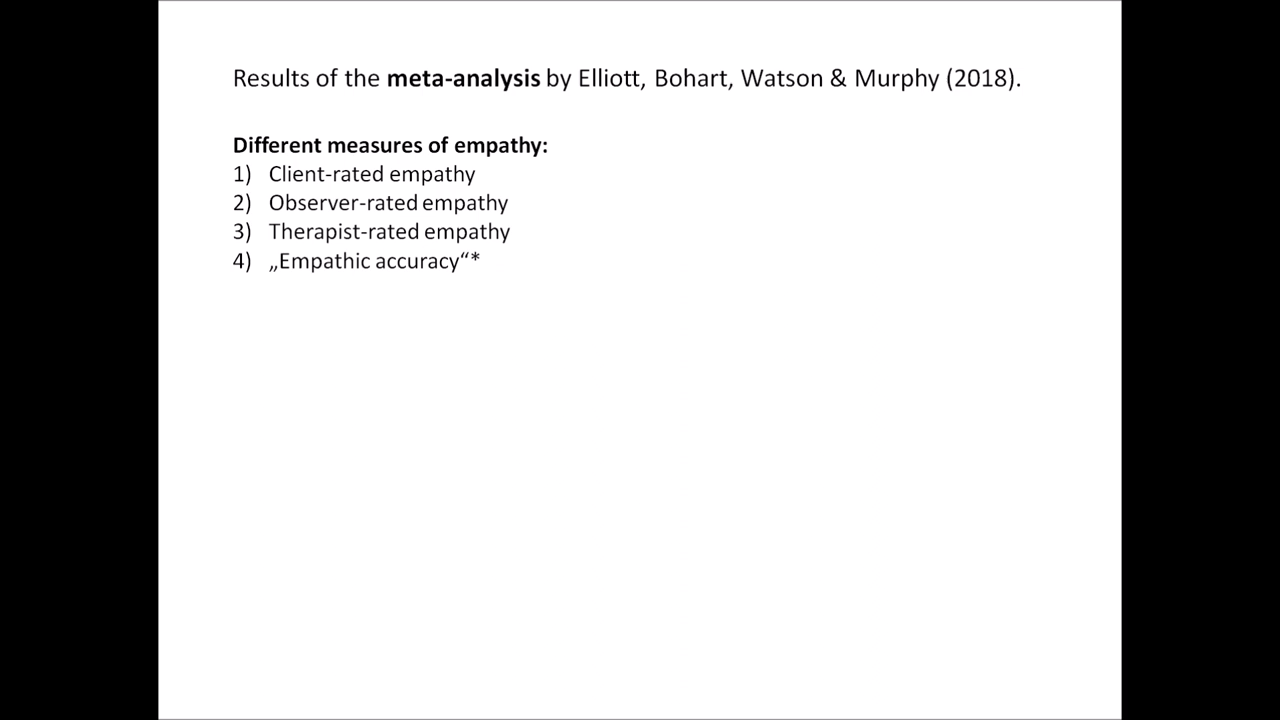 Results of the meta-analysis by Elliott, Bohart, Watson & Murphy (2018).
Different measures of empathy:
1) Client-rated empathy
2) Observer-rated empathy
3) Therapist-rated empathy
4) „Empathic accuracy“*